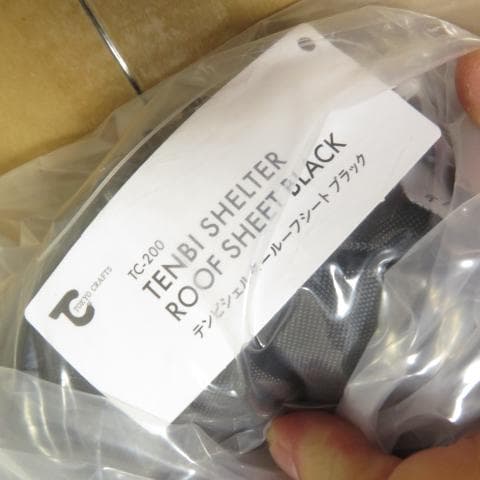 TOKYO CRAFTS
TC-200
TENBI SHELTER
ROOF SHEET BLACK
テンビシェルタールーフシート ブラック